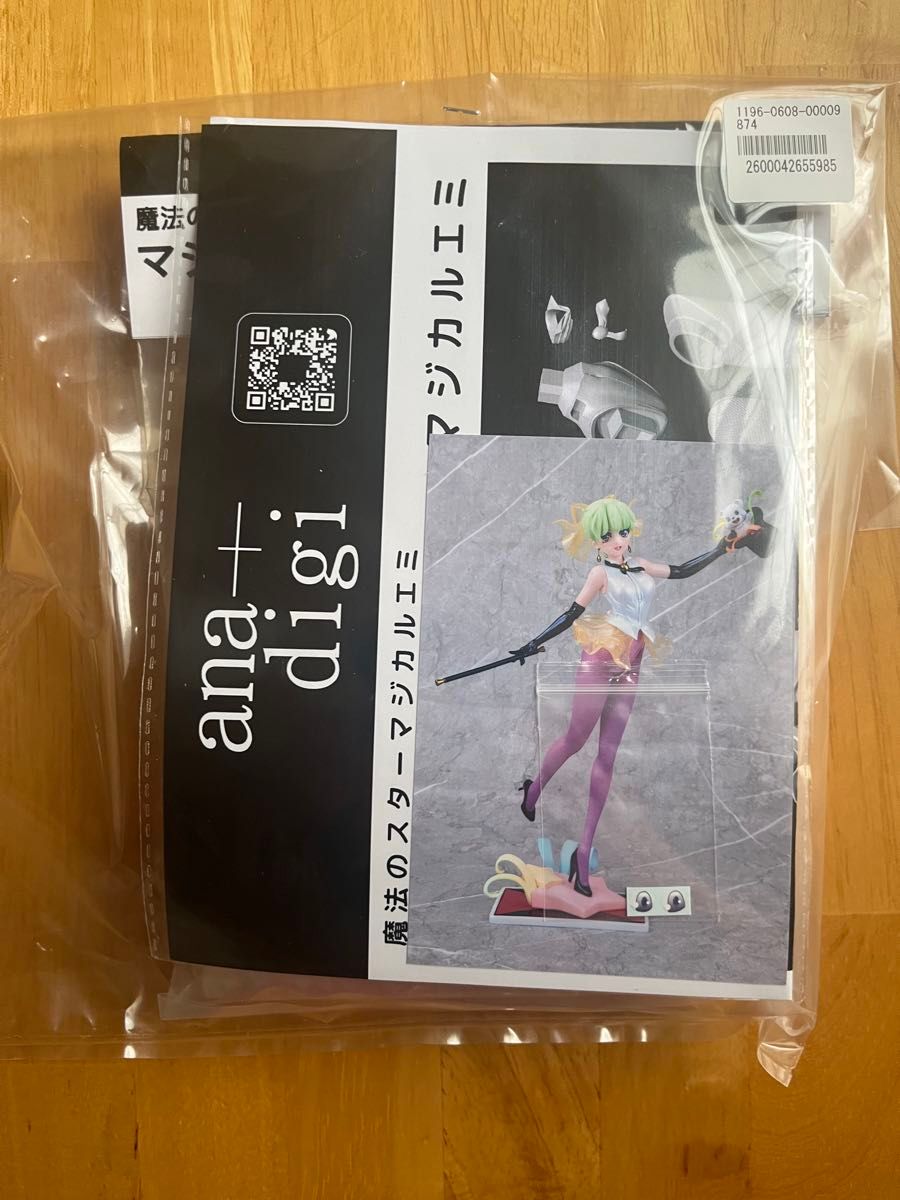 1196-0608-00009
874
2600042655985
魔法の
マジ
ana+
digi
マジカルエミ
魔法のスターマジカルエミ